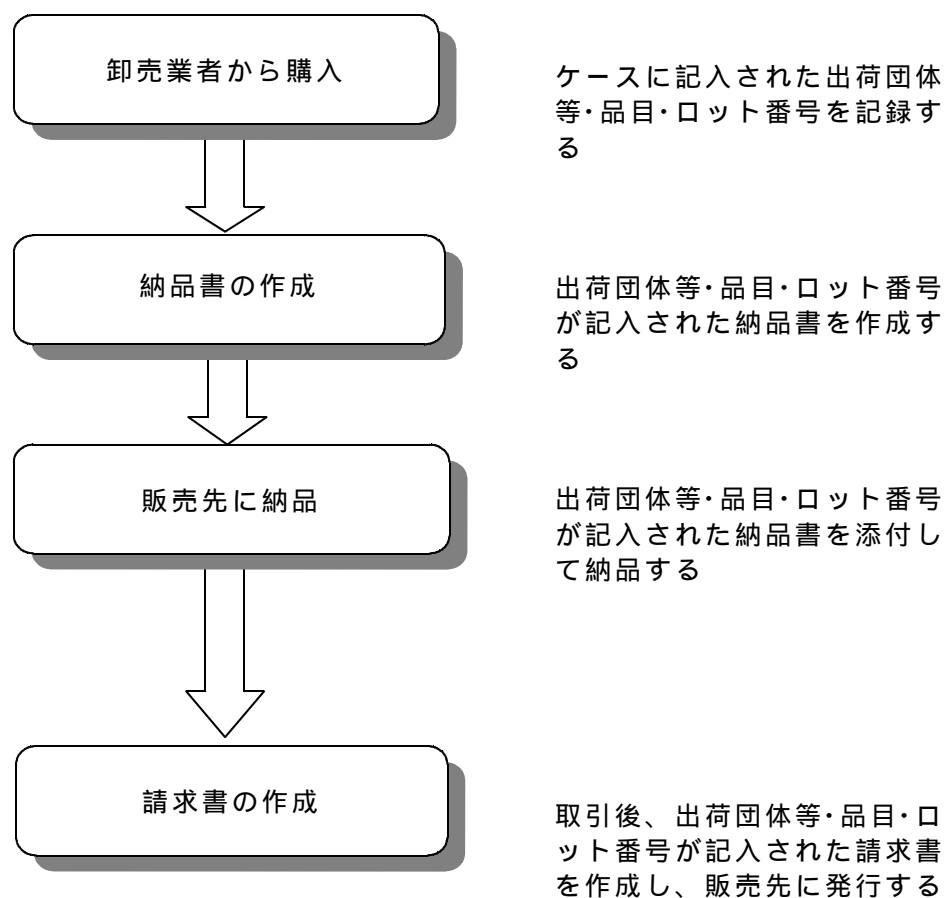 卸売業者から購入
ケースに記入された出荷団体
等･品目･ロット番号を記録す
る
納品書の作成
出荷団体等･品目･ロット番号
が記入された納品書を作成す
る
販売先に納品
出荷団体等･品目･ロット番号
が記入された納品書を添付し
て納品する
請求書の作成
取引後、出荷団体等･品目･ロ
ット番号が記入された請求書
を作成し、販売先に発行する